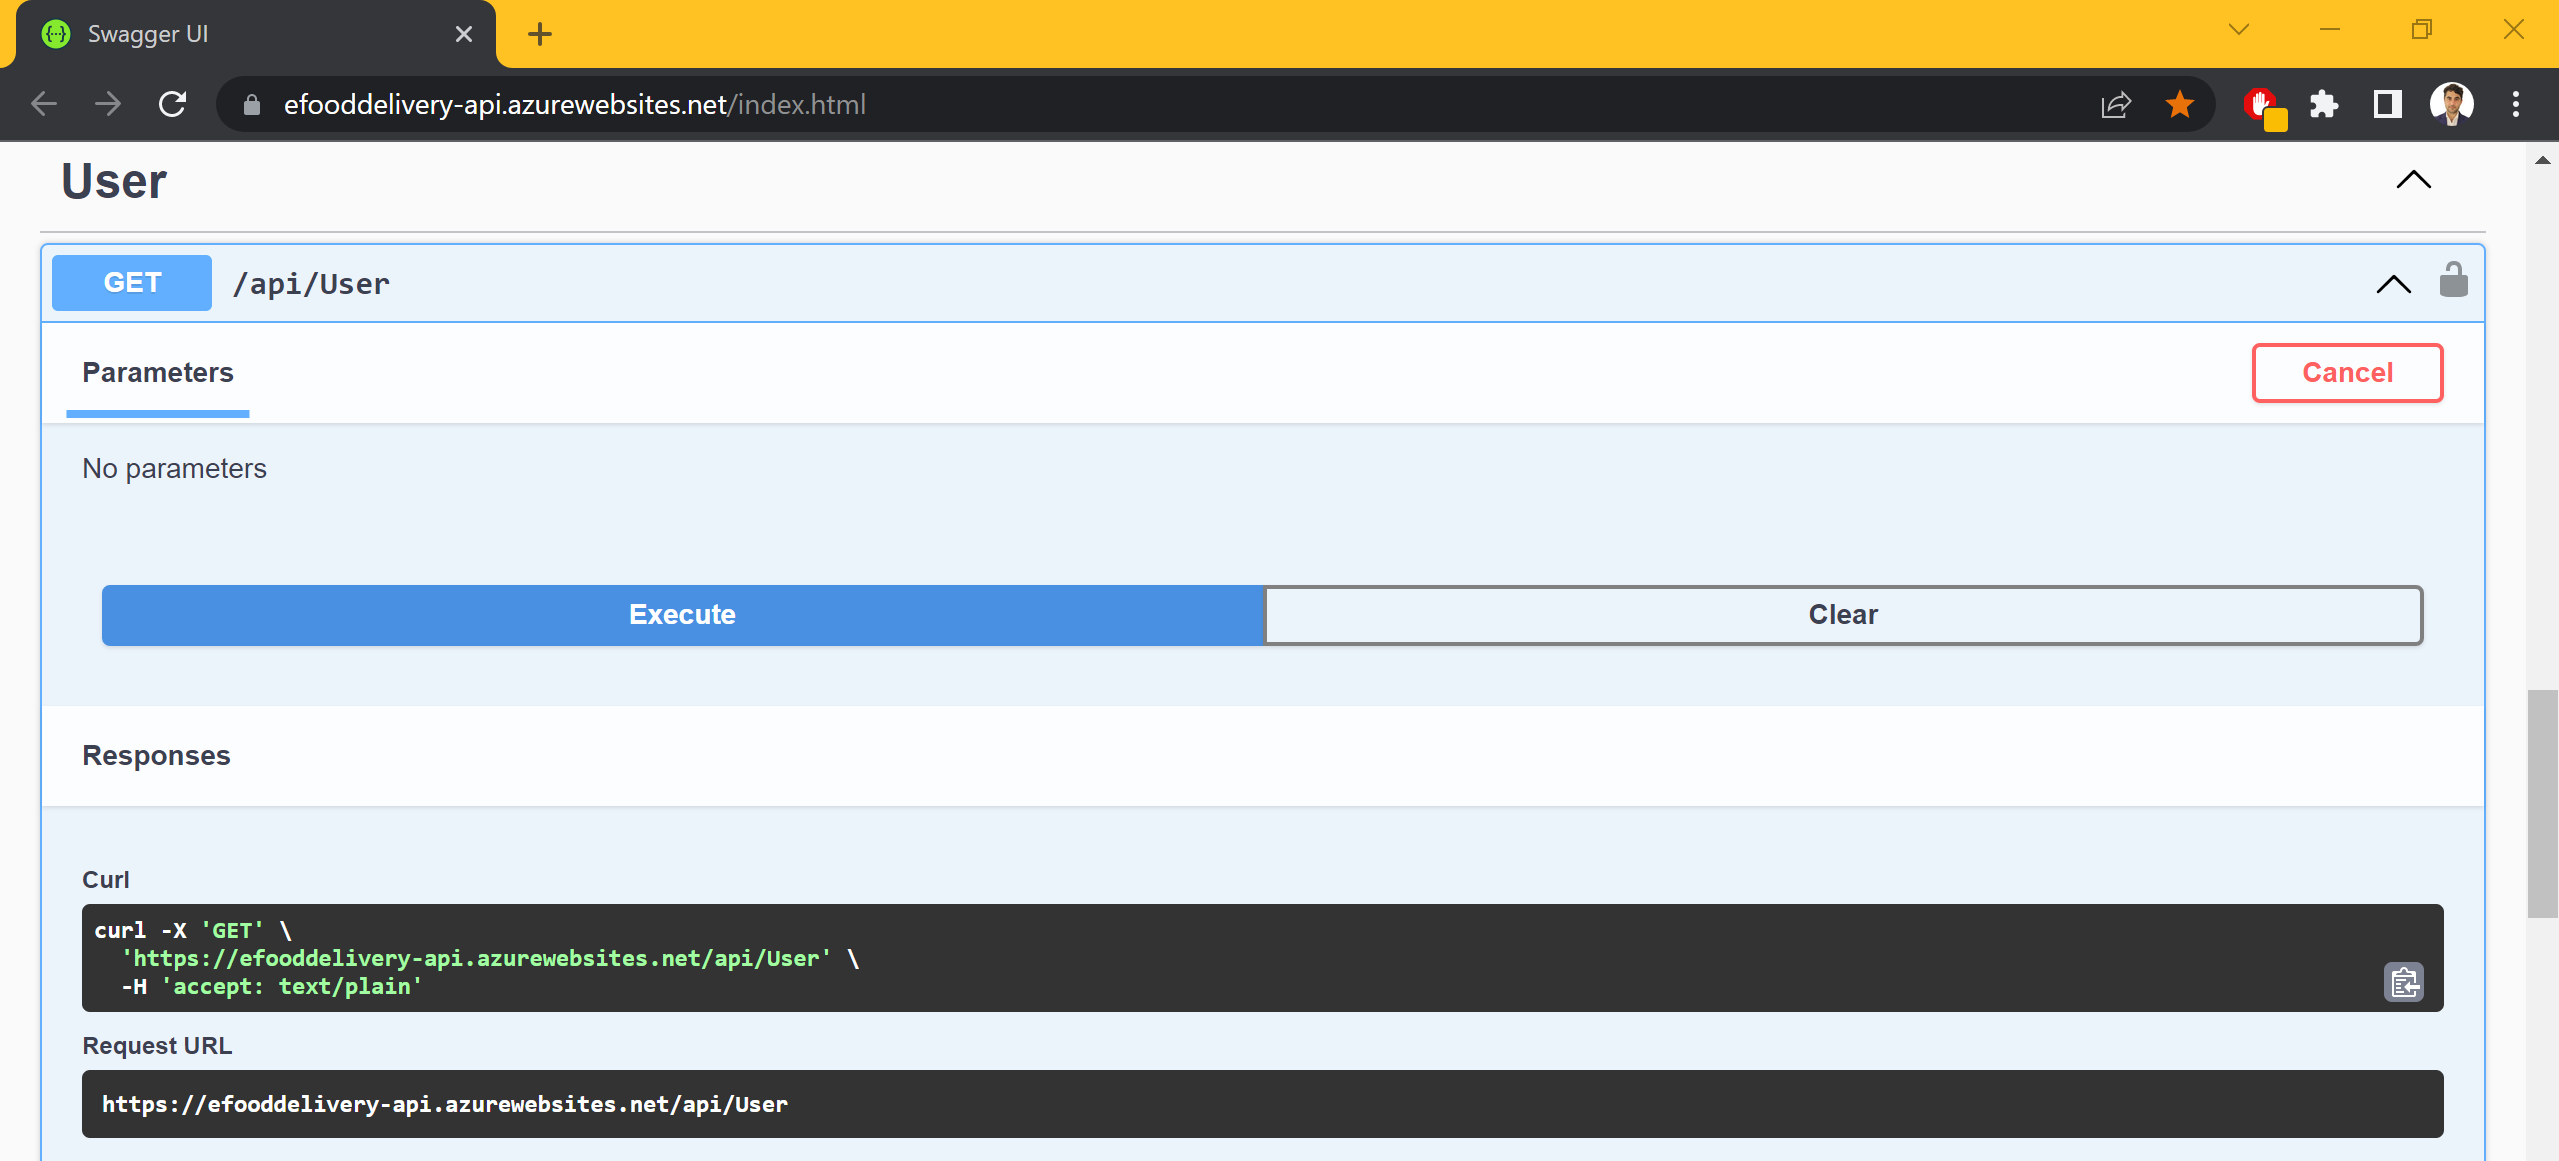 Swagger UI
efooddelivery-api.azurewebsites.net/index.html
User
GET /api/User
Parameters
Cancel
No parameters
Execute
Clear
Responses
Curl
curl -X 'GET' \
'https://efooddelivery-api.azurewebsites.net/api/User' \
-H 'accept: text/plain'
Request URL
https://efooddelivery-api.azurewebsites.net/api/User